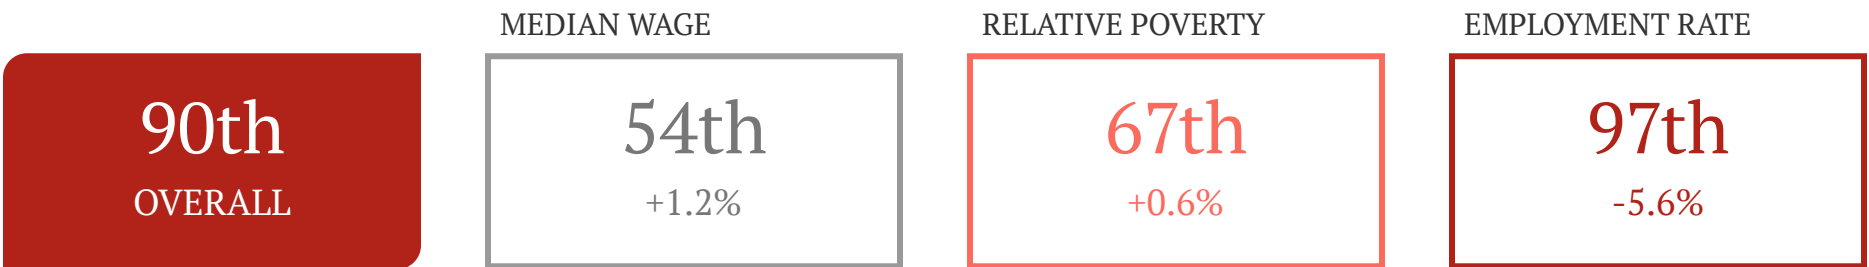 MEDIAN WAGE
RELATIVE POVERTY
EMPLOYMENT RATE
90th
OVERALL
54th
+1.2%
67th
+0.6%
97th
-5.6%